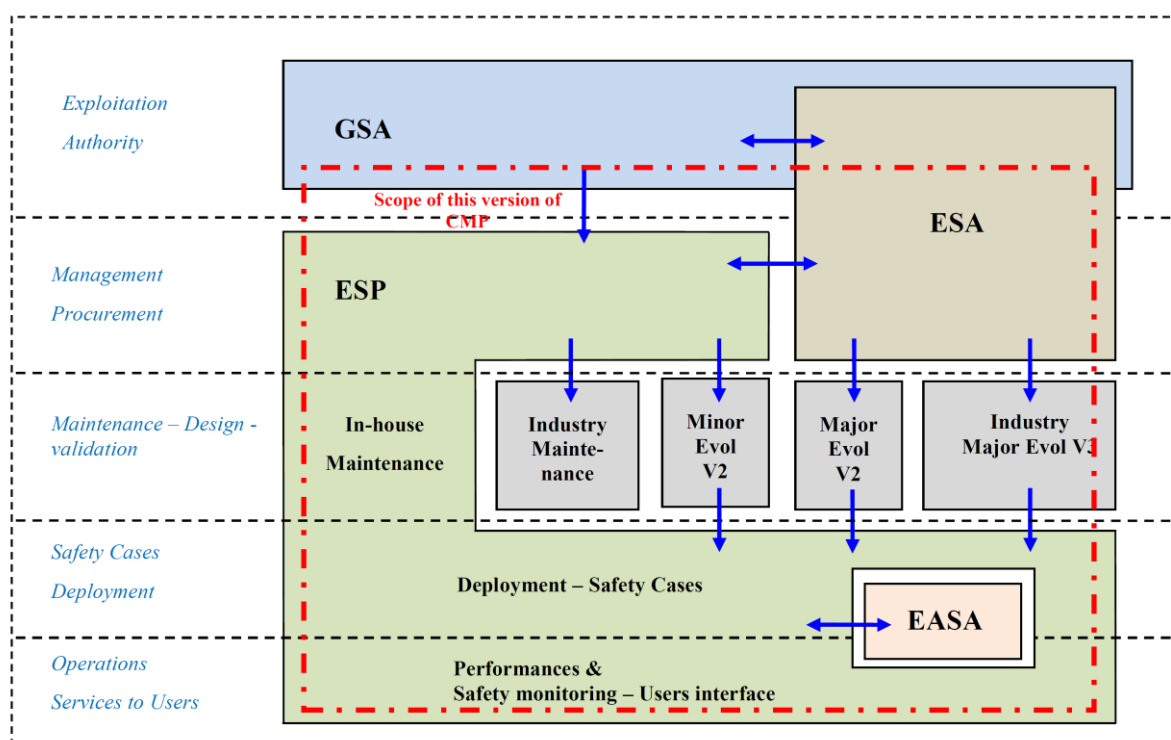 Exploitation
Authority
GSA
Scope of this version of
CMP
ESA
Management
Procurement
ESP
Maintenance – Design -
validation
In-house
Maintenance
Industry
Mainte-
nance
Minor
Evol
V2
Major
Evol
V2
Industry
Major Evol V3
Safety Cases
Deployment
Deployment – Safety Cases
EASA
Operations
Services to Users
Performances &
Safety monitoring – Users interface